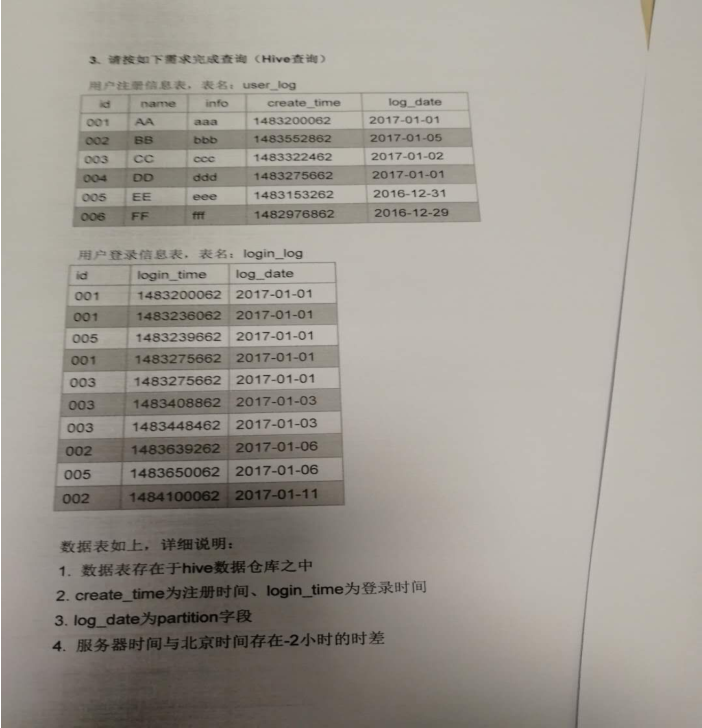 3、请按如下需求完成查询（Hive查询）
用户注册信息表，表名：user_log
id name info create_time log_date
001 AA aaa 1483200062 2017-01-01
002 BB bbb 1483552862 2017-01-05
003 CC ccc 1483322462 2017-01-02
004 DD ddd 1483275662 2017-01-01
005 EE eee 1483153262 2016-12-31
006 FF fff 1482976862 2016-12-29
用户登录信息表，表名：login_log
id login_time log_date
001 1483200062 2017-01-01
001 1483236062 2017-01-01
005 1483239662 2017-01-01
001 1483275662 2017-01-01
003 1483275662 2017-01-01
003 1483408862 2017-01-03
003 1483448462 2017-01-03
002 1483639262 2017-01-06
005 1483650062 2017-01-06
002 1484100062 2017-01-11
数据表如上，详细说明：
1. 数据表存在于hive数据仓库之中
2. create_time为注册时间、login_time为登录时间
3. log_date为partition字段
4. 服务器时间与北京时间存在-2小时的时差